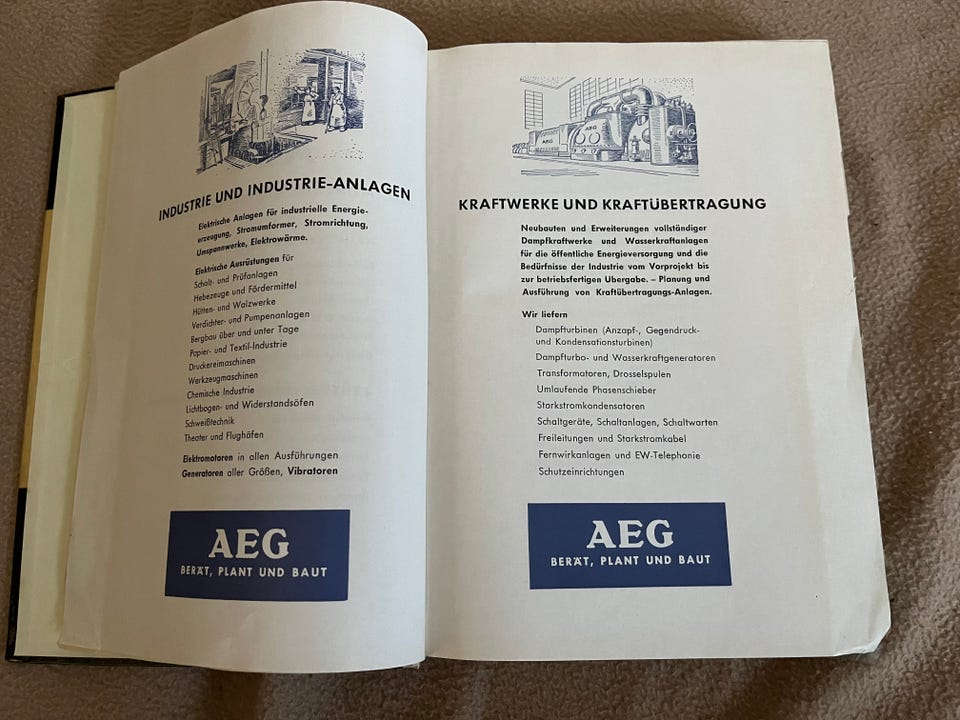 INDUSTRIE UND INDUSTRIE-ANLAGEN
Elektrische Anlagen für industrielle Energie-
erzeugung, Stromumformer, Stromrichtung,
Umspannwerke, Elektrowärme.
Elektrische Ausrüstungen für
Schalt- und Prüfanlagen
Hebezeuge und Fördermittel
Hütten- und Walzwerke
Verdichter- und Pumpenanlagen
Bergbau über und unter Tage
Papier- und Textil-Industrie
Druckereimaschinen
Werkzeugmaschinen
Chemische Industrie
Lichtbogen- und Widerstandsöfen
Schweißtechnik
Theater und Flughäfen
Elektromotoren in allen Ausführungen
Generatoren aller Größen, Vibratoren
AEG
BERÄT, PLANT UND BAUT
AEG
AEG
KRAFTWERKE UND KRAFTÜBERTRAGUNG
Neubauten und Erweiterungen vollständiger
Dampfkraftwerke und Wasserkraftanlagen
für die öffentliche Energieversorgung und die
Bedürfnisse der Industrie vom Vorprojekt bis
zur betriebsfertigen Übergabe. – Planung und
Ausführung von Kraftübertragungs-Anlagen.
Wir liefern
Dampfturbinen (Anzapf-, Gegendruck-
und Kondensationsturbinen)
Dampfturbo- und Wasserkraftgeneratoren
Transformatoren, Drosselspulen
Umlaufende Phasenschieber
Starkstromkondensatoren
Schaltgeräte, Schaltanlagen, Schaltwarten
Freileitungen und Starkstromkabel
Fernwirkanlagen und EW-Telephonie
Schutzeinrichtungen
AEG
BERÄT, PLANT UND BAUT